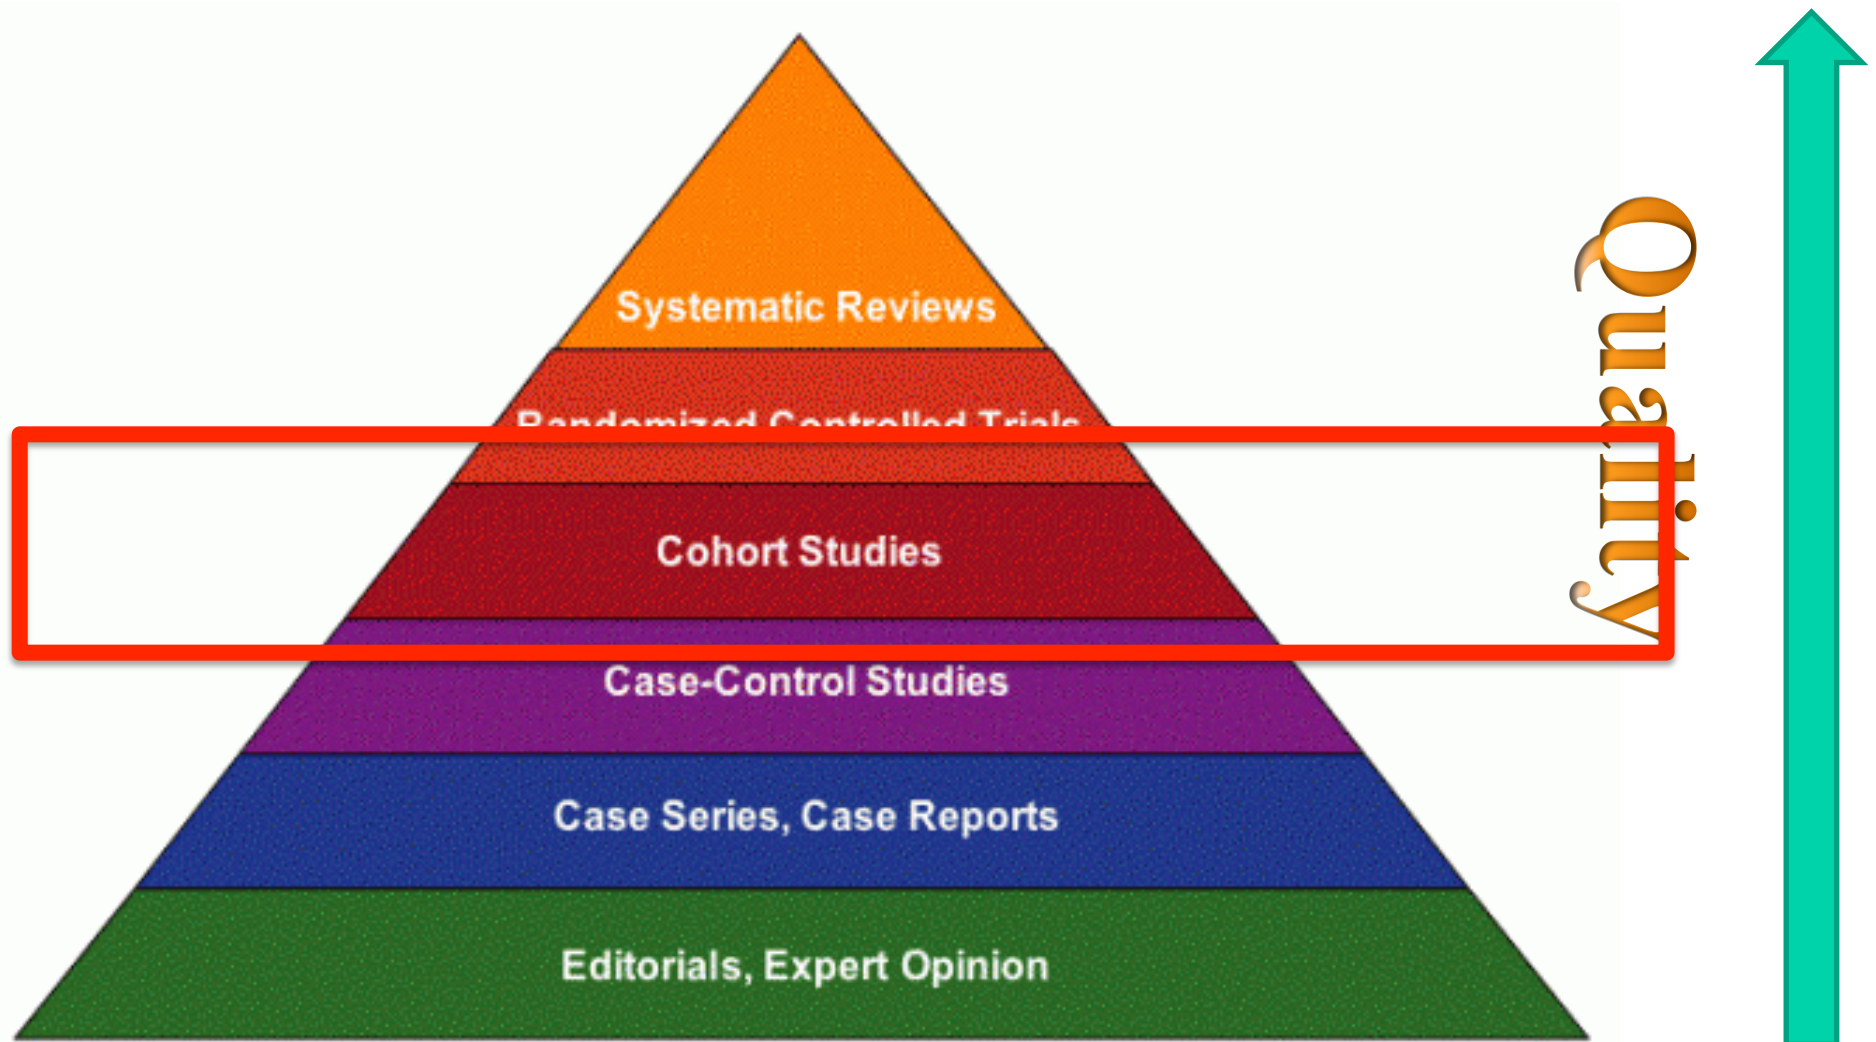 Systematic Reviews
Randomized Controlled Trials
Cohort Studies
Case-Control Studies
Case Series, Case Reports
Editorials, Expert Opinion
Quality